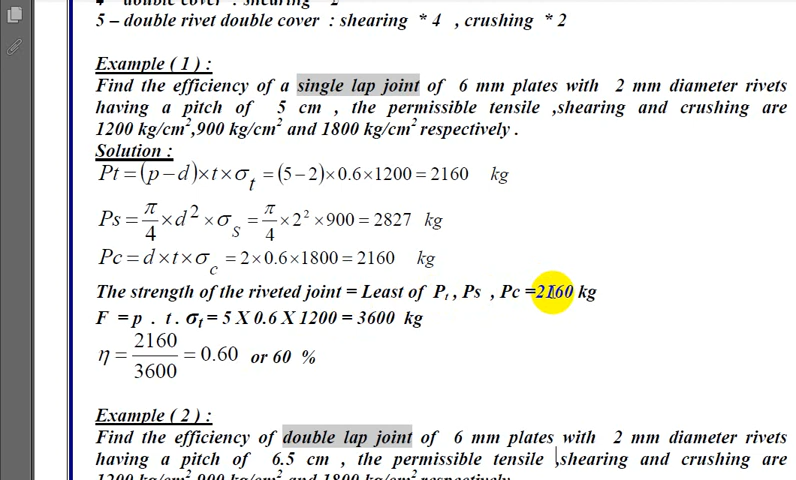 5 – double rivet double cover : shearing * 4 , crushing * 2
Example ( 1 ) :
Find the efficiency of a single lap joint of 6 mm plates with 2 mm diameter rivets
having a pitch of 5 cm , the permissible tensile ,shearing and crushing are
1200 kg/cm²,900 kg/cm² and 1800 kg/cm² respectively .
Solution :
Pt = (p − d) × t × σt = (5 − 2) × 0.6 × 1200 = 2160 kg
Ps = π/4 × d² × σS = π/4 × 2² × 900 = 2827 kg
Pc = d × t × σc = 2 × 0.6 × 1800 = 2160 kg
The strength of the riveted joint = Least of Pt , Ps , Pc =2160 kg
F = p . t. σt = 5 X 0.6 X 1200 = 3600 kg
η = 2160/3600 = 0.60 or 60 %
Example ( 2 ) :
Find the efficiency of double lap joint of 6 mm plates with 2 mm diameter rivets
having a pitch of 6.5 cm , the permissible tensile ,shearing and crushing are